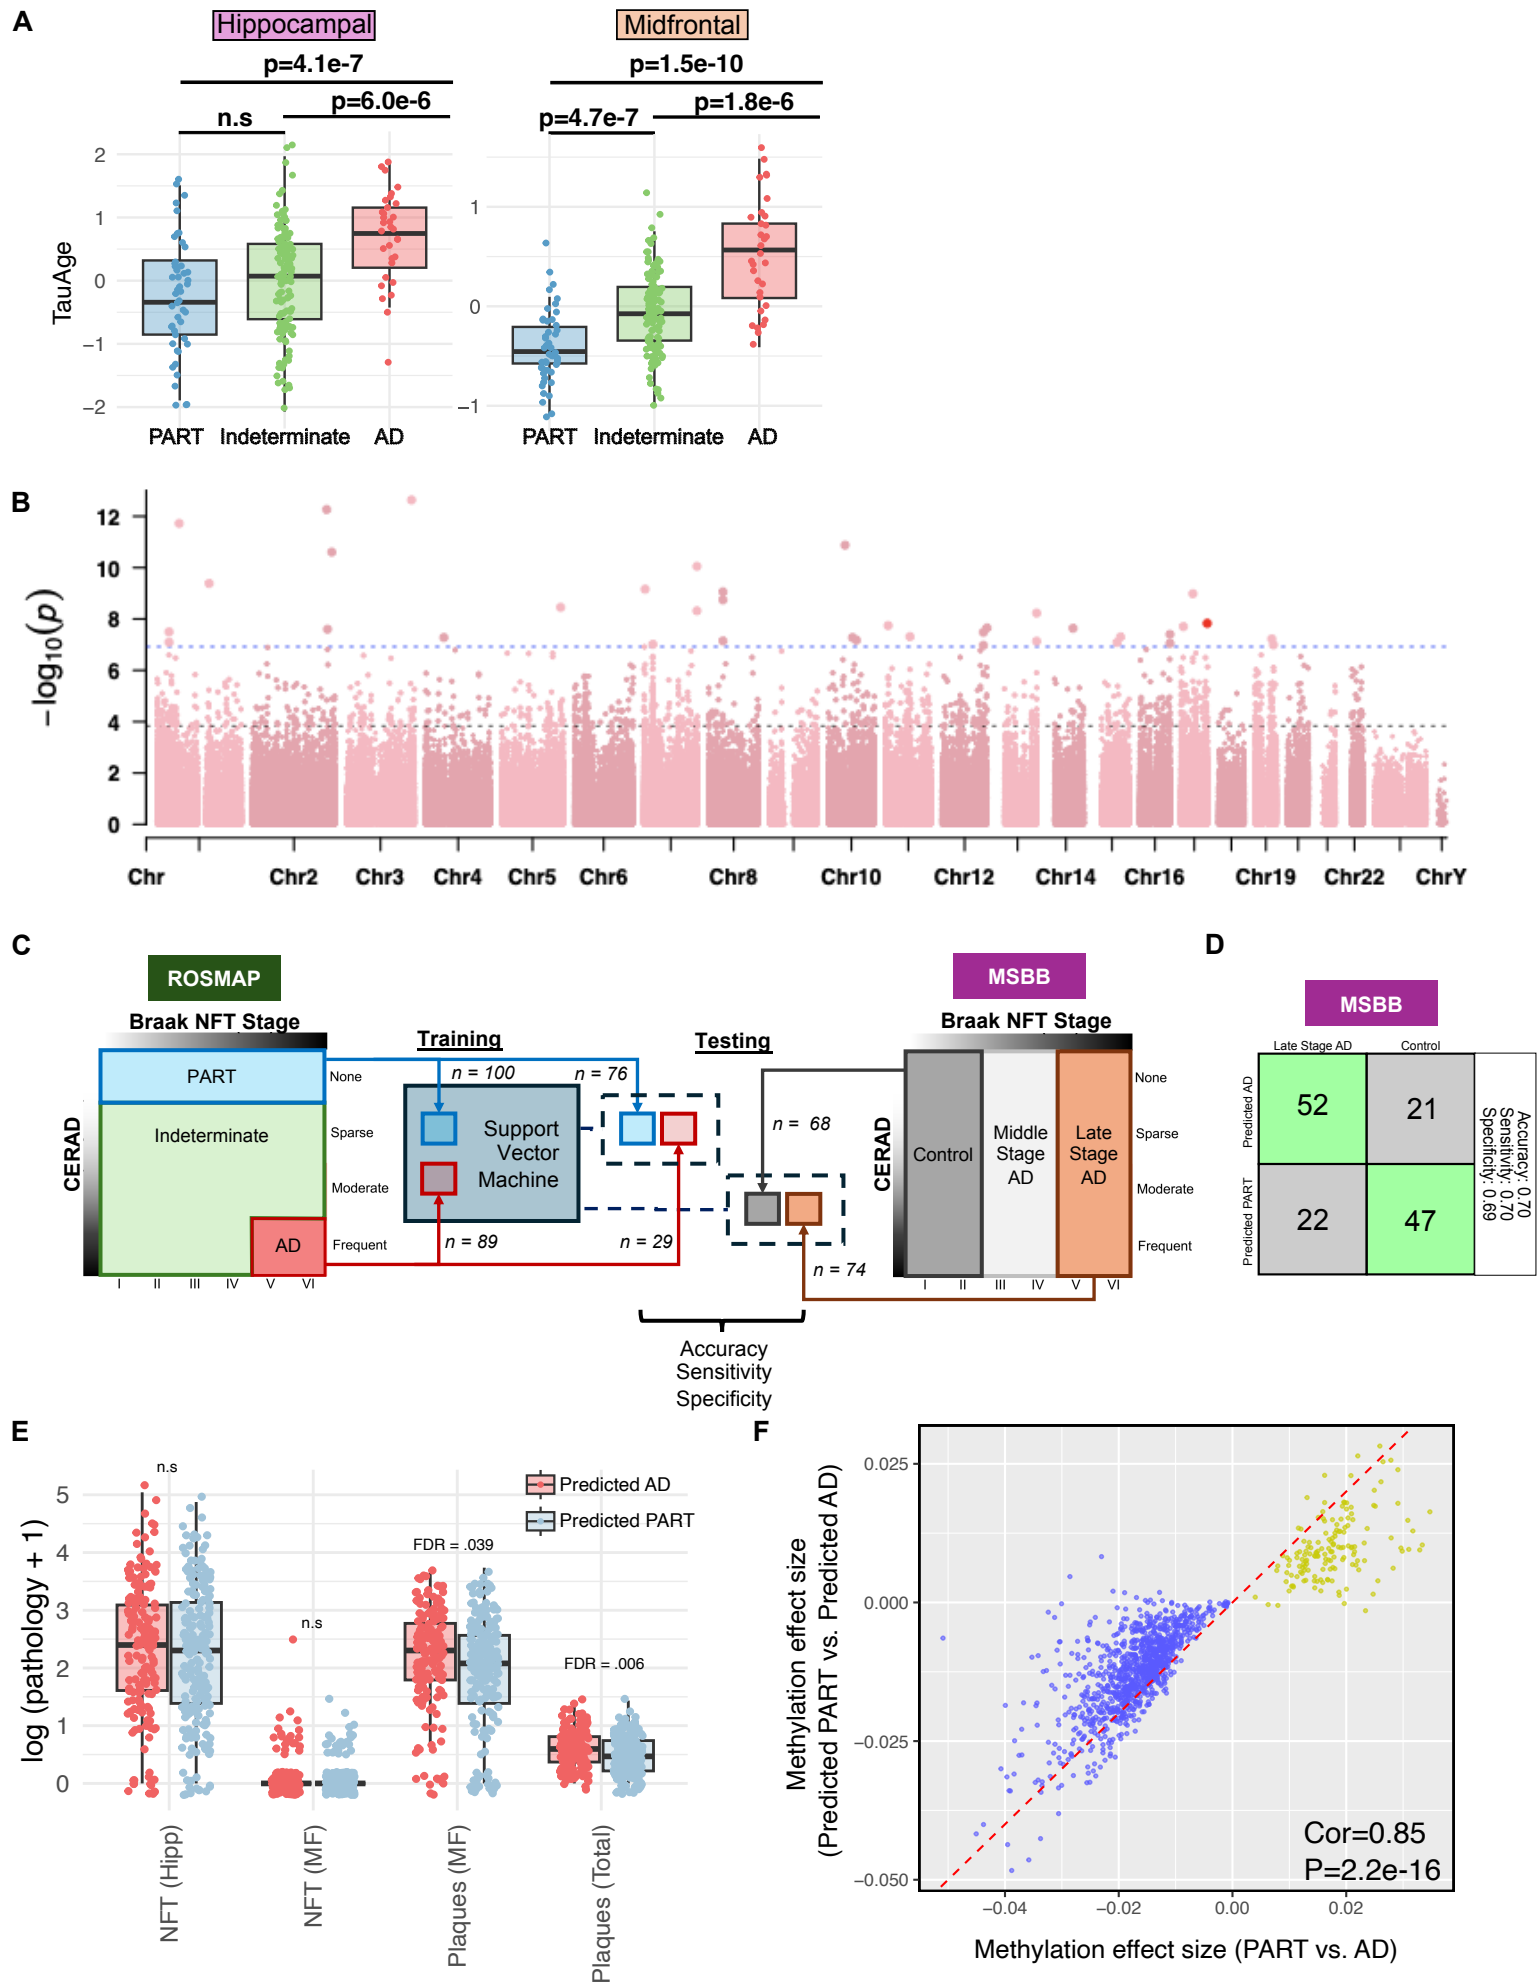 A
Hippocampal
Midfrontal
p=4.1e-7
p=6.0e-6
n.s
p=1.5e-10
p=1.8e-6
p=4.7e-7
TauAge
2
1
0
−1
−2
1
0
−1
PART Indeterminate AD
PART Indeterminate AD
B
−log10(p)
12
10
8
6
4
2
0
Chr Chr2 Chr3 Chr4 Chr5 Chr6 Chr8 Chr10 Chr12 Chr14 Chr16 Chr19 Chr22 ChrY
C
ROSMAP
Braak NFT Stage
CERAD
PART
Indeterminate
AD
None
Sparse
Moderate
Frequent
I II III IV V VI
Training
n = 100
Support
Vector
Machine
n = 89
Testing
n = 76
n = 29
n = 68
n = 74
Accuracy
Sensitivity
Specificity
MSBB
Braak NFT Stage
CERAD
Control
Middle
Stage
AD
Late
Stage
AD
None
Sparse
Moderate
Frequent
I II III IV V VI
D
MSBB
Late Stage AD Control
Predicted AD
52 21
Predicted PART
22 47
Accuracy: 0.70
Sensitivity: 0.70
Specificity: 0.69
E
log (pathology + 1)
5
4
3
2
1
0
n.s
n.s
FDR = .039
FDR = .006
Predicted AD
Predicted PART
NFT (Hipp)
NFT (MF)
Plaques (MF)
Plaques (Total)
F
Methylation effect size
(Predicted PART vs. Predicted AD)
0.025
0.000
−0.025
−0.050
Cor=0.85
P=2.2e-16
−0.04 −0.02 0.00 0.02
Methylation effect size (PART vs. AD)